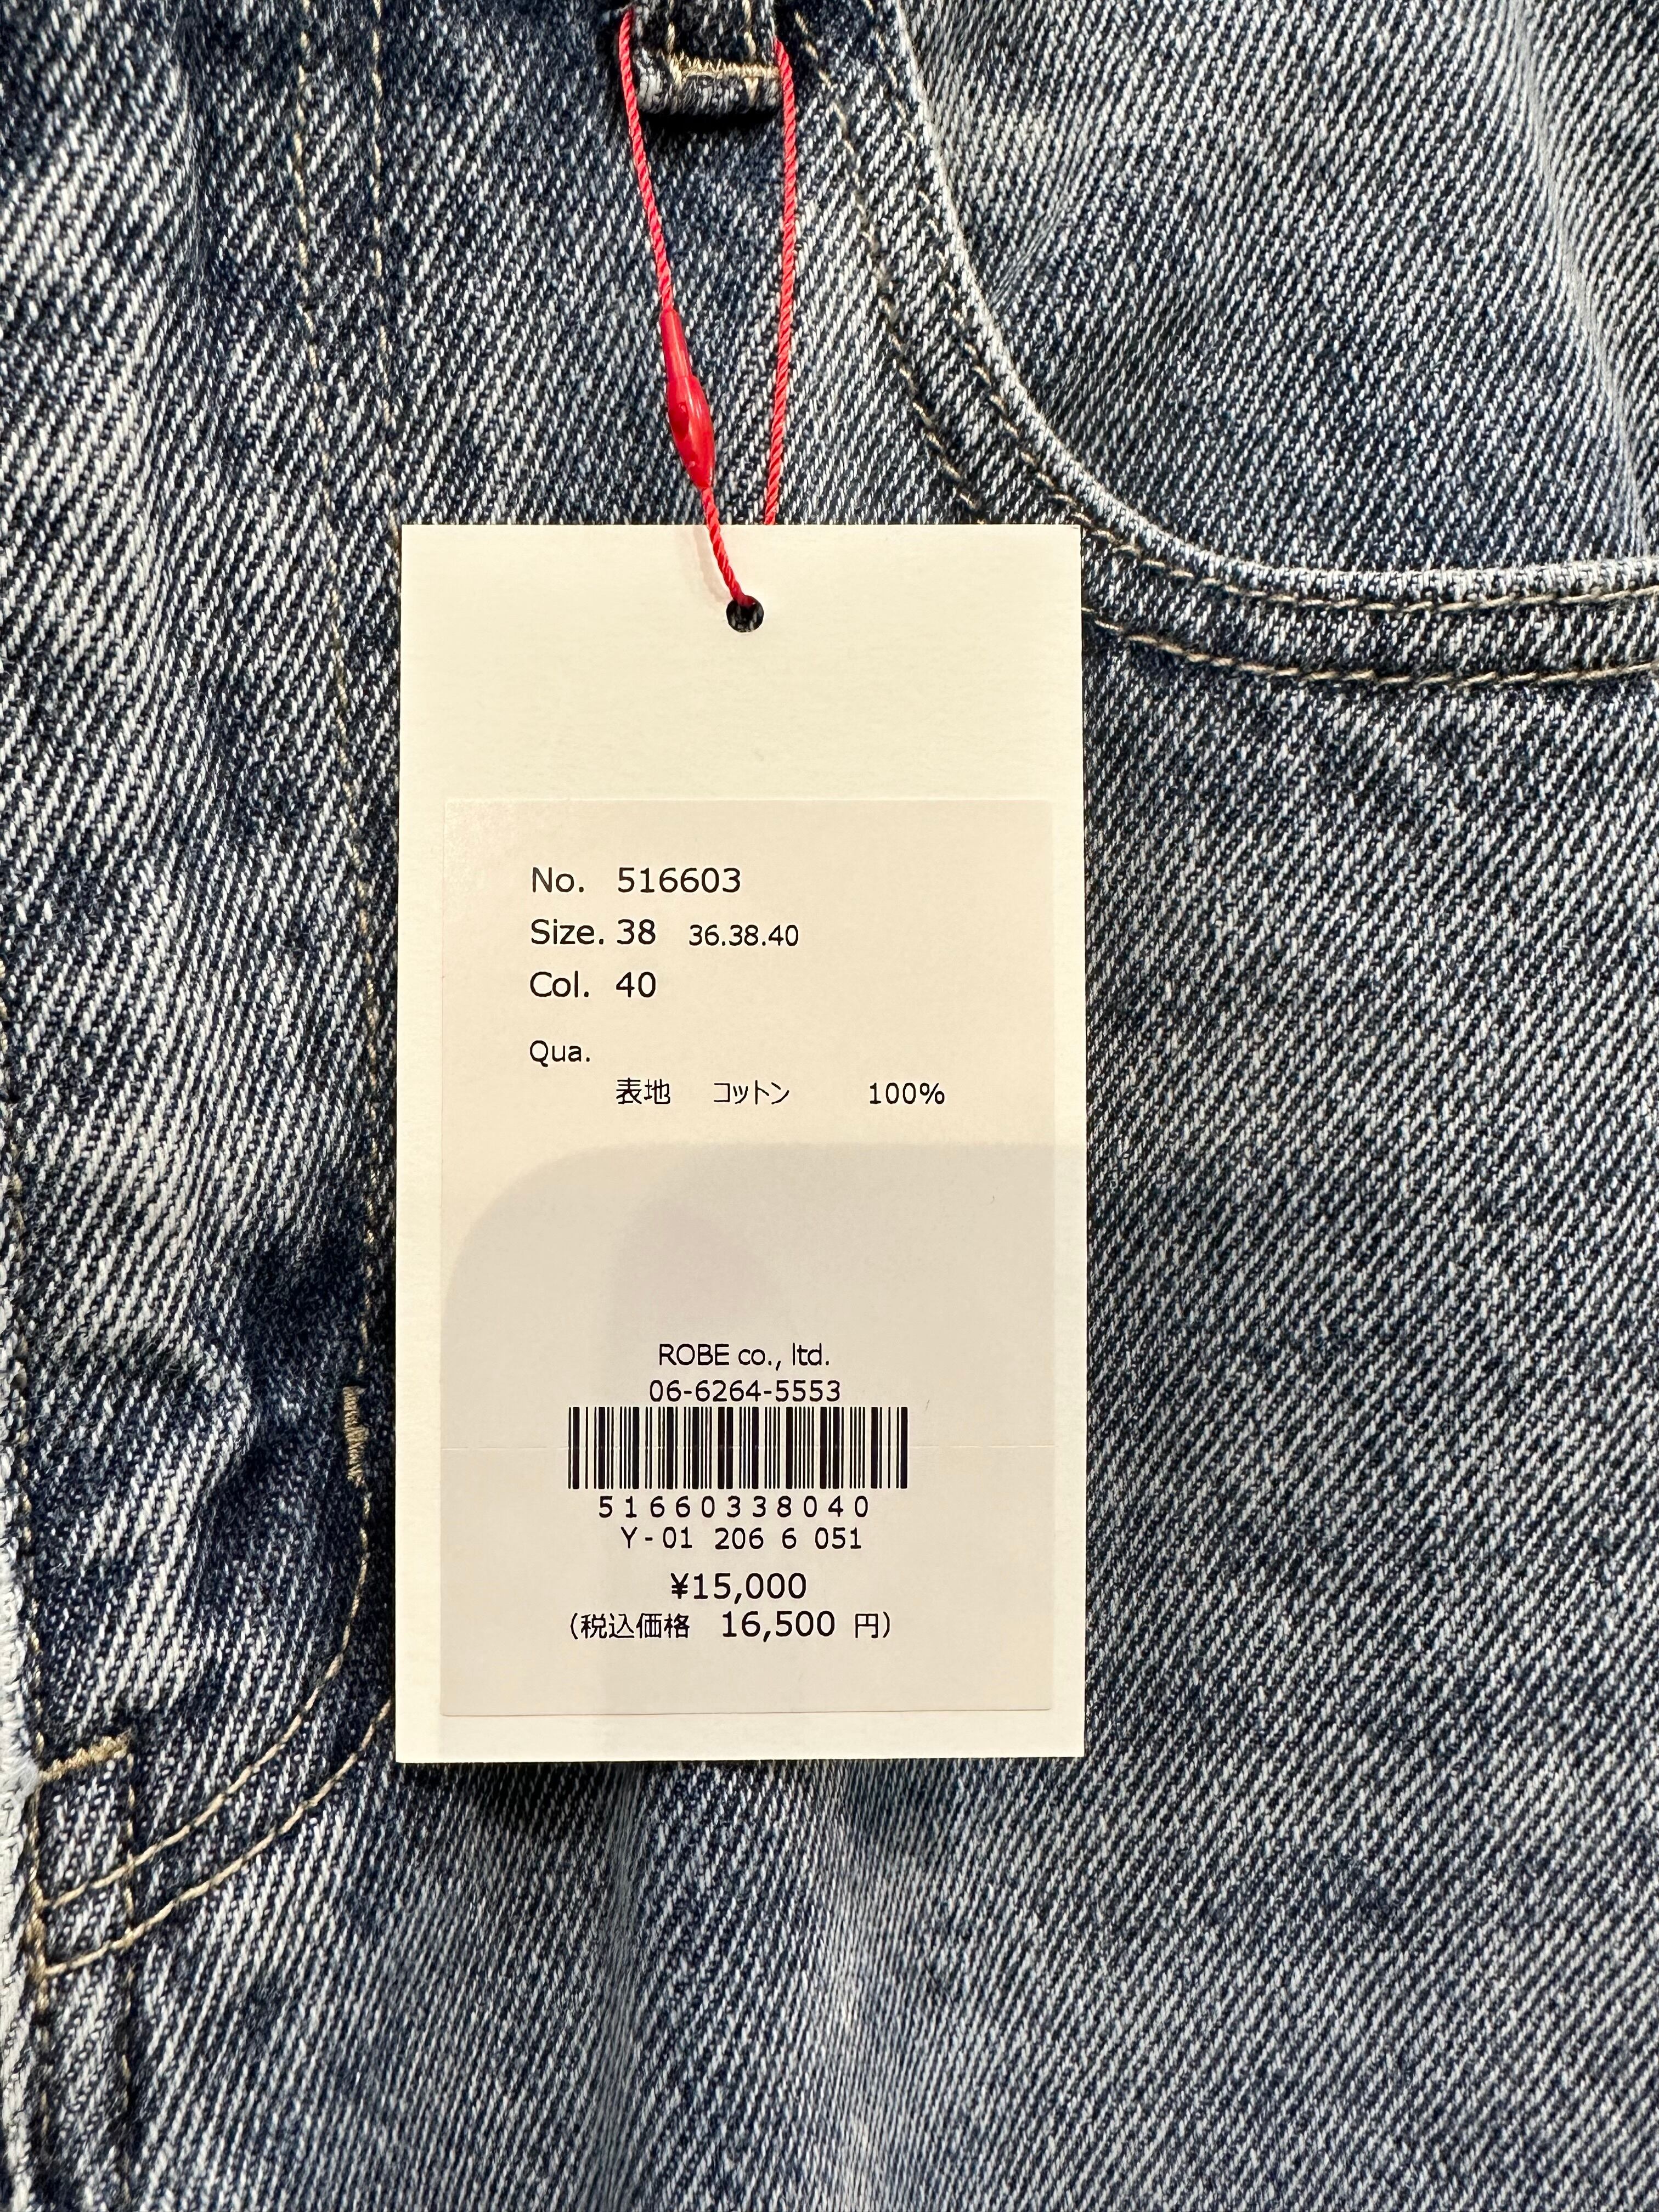 No. 516603
Size. 38 36.38.40
Col. 40
Qua.
表地 コットン 100%
ROBE co., ltd.
06-6264-5553
51660338040
Y-01 206 6 051
¥15,000
(税込価格 16,500 円)